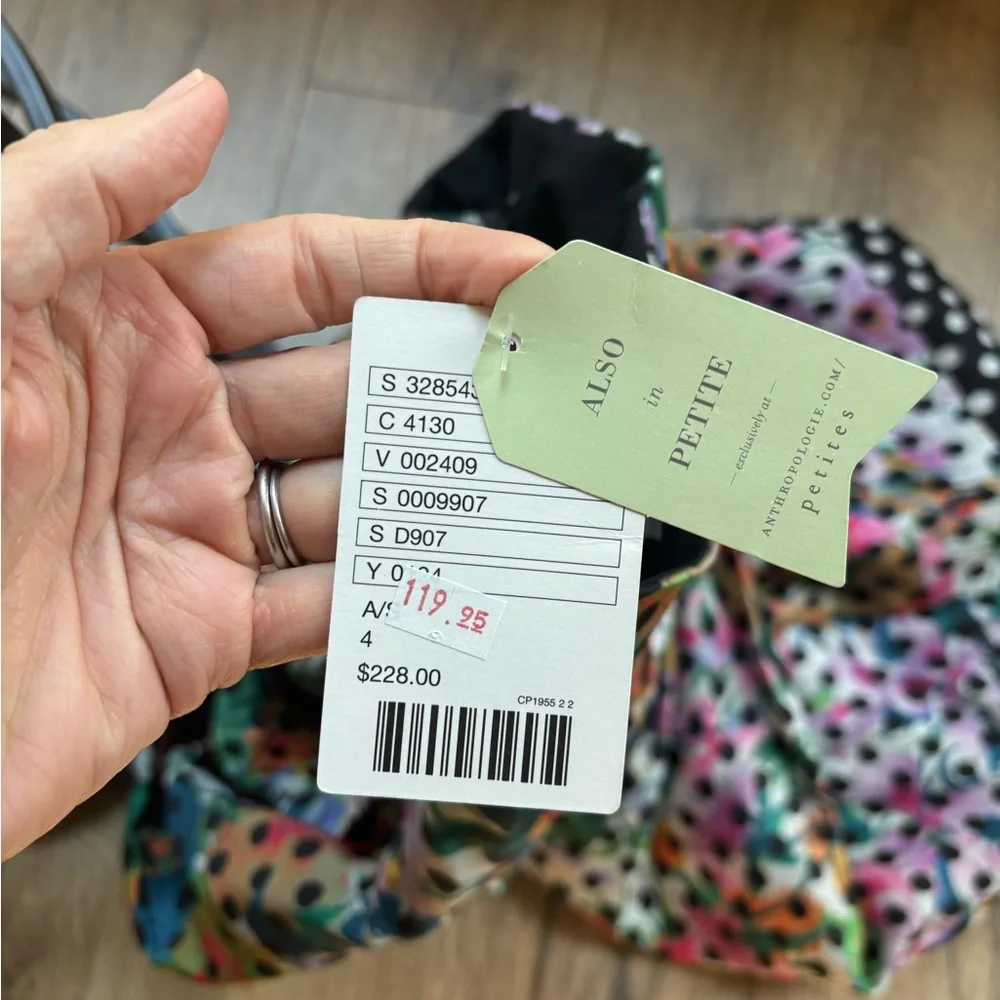 S 32854
C 4130
V 002409
S 0009907
S D907
Y
119.95
4
$228.00
CP1955 2 2
ALSO
in
PETITE
— exclusively at —
ANTHROPOLOGIE.COM/
petites